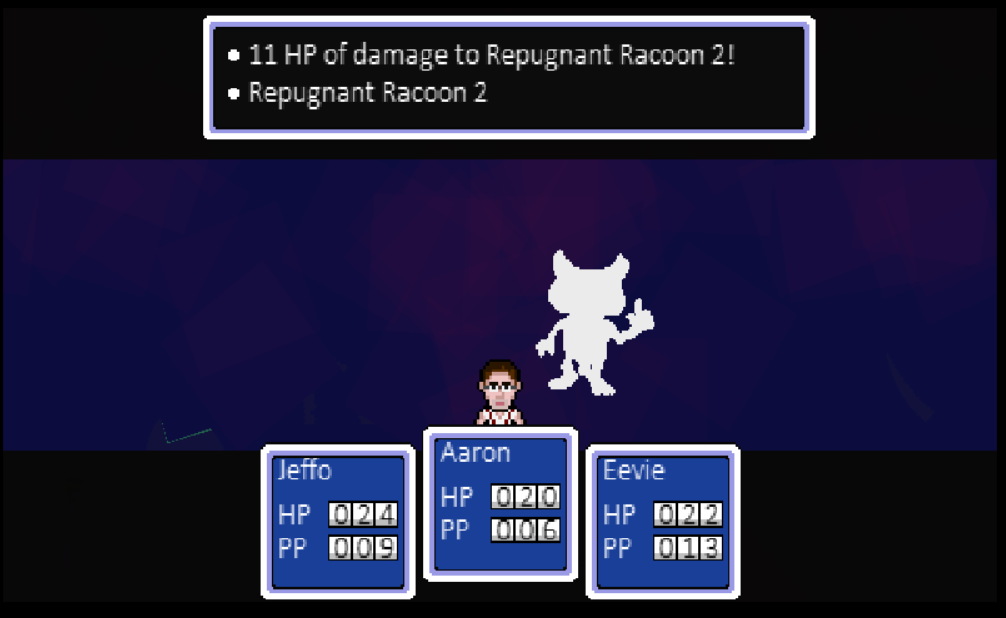 • 11 HP of damage to Repugnant Racoon 2!
• Repugnant Racoon 2
Jeffo
HP 024
PP 009
Aaron
HP 020
PP 006
Eevie
HP 022
PP 013